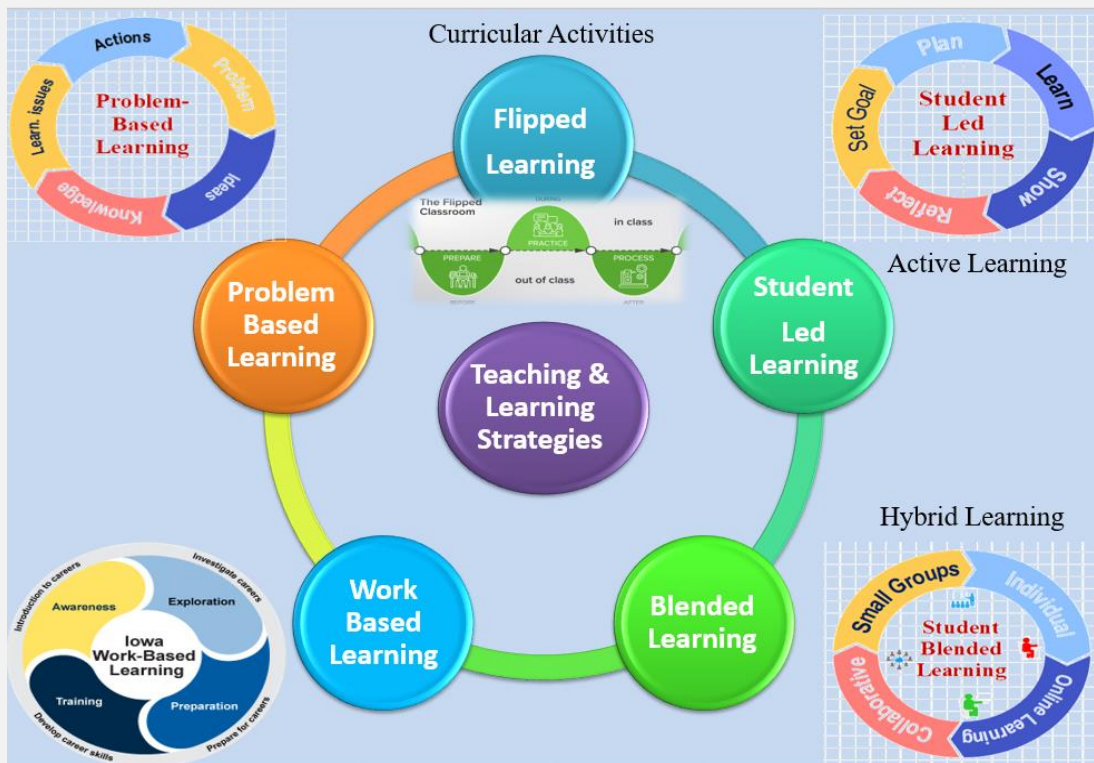 Curricular Activities
Actions
Problem
Ideas
Knowledge
Learn. issues
Problem-
Based
Learning
Flipped
Learning
The Flipped
Classroom
DURING
PRACTICE
in class
PREPARE
PROCESS
out of class
BEFORE
AFTER
Plan
Learn
Show
Reflect
Set Goal
Student
Led
Learning
Active Learning
Problem
Based
Learning
Student
Led
Learning
Teaching &
Learning
Strategies
Work
Based
Learning
Blended
Learning
Introduction to careers
Investigate careers
Prepare for careers
Develop career skills
Awareness
Exploration
Iowa
Work-Based
Learning
Training
Preparation
Hybrid Learning
Small Groups
Individual
Online Learning
Collaborative
Student
Blended
Learning